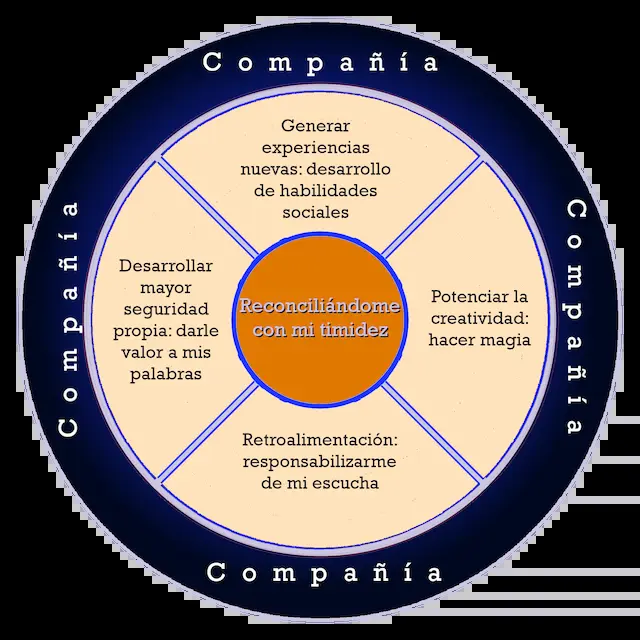 Compañía
Generar
experiencias
nuevas: desarrollo
de habilidades
sociales
Compañía
Desarrollar
mayor
seguridad
propia: darle
valor a mis
palabras
Reconciliándome
con mi timidez
Potenciar la
creatividad:
hacer magia
Compañía
Retroalimentación:
responsabilizarme
de mi escucha
Compañía